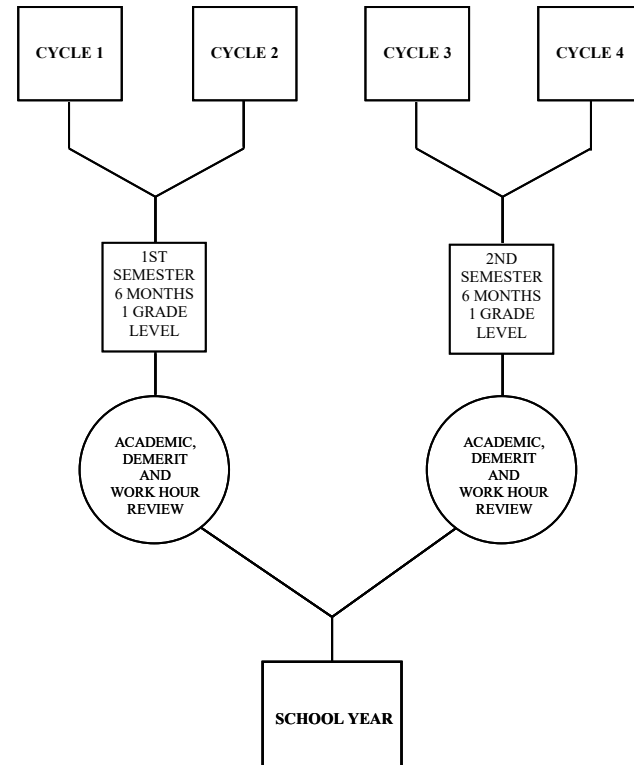 CYCLE 1
CYCLE 2
CYCLE 3
CYCLE 4
1ST
SEMESTER
6 MONTHS
1 GRADE
LEVEL
2ND
SEMESTER
6 MONTHS
1 GRADE
LEVEL
ACADEMIC,
DEMERIT
AND
WORK HOUR
REVIEW
ACADEMIC,
DEMERIT
AND
WORK HOUR
REVIEW
SCHOOL YEAR